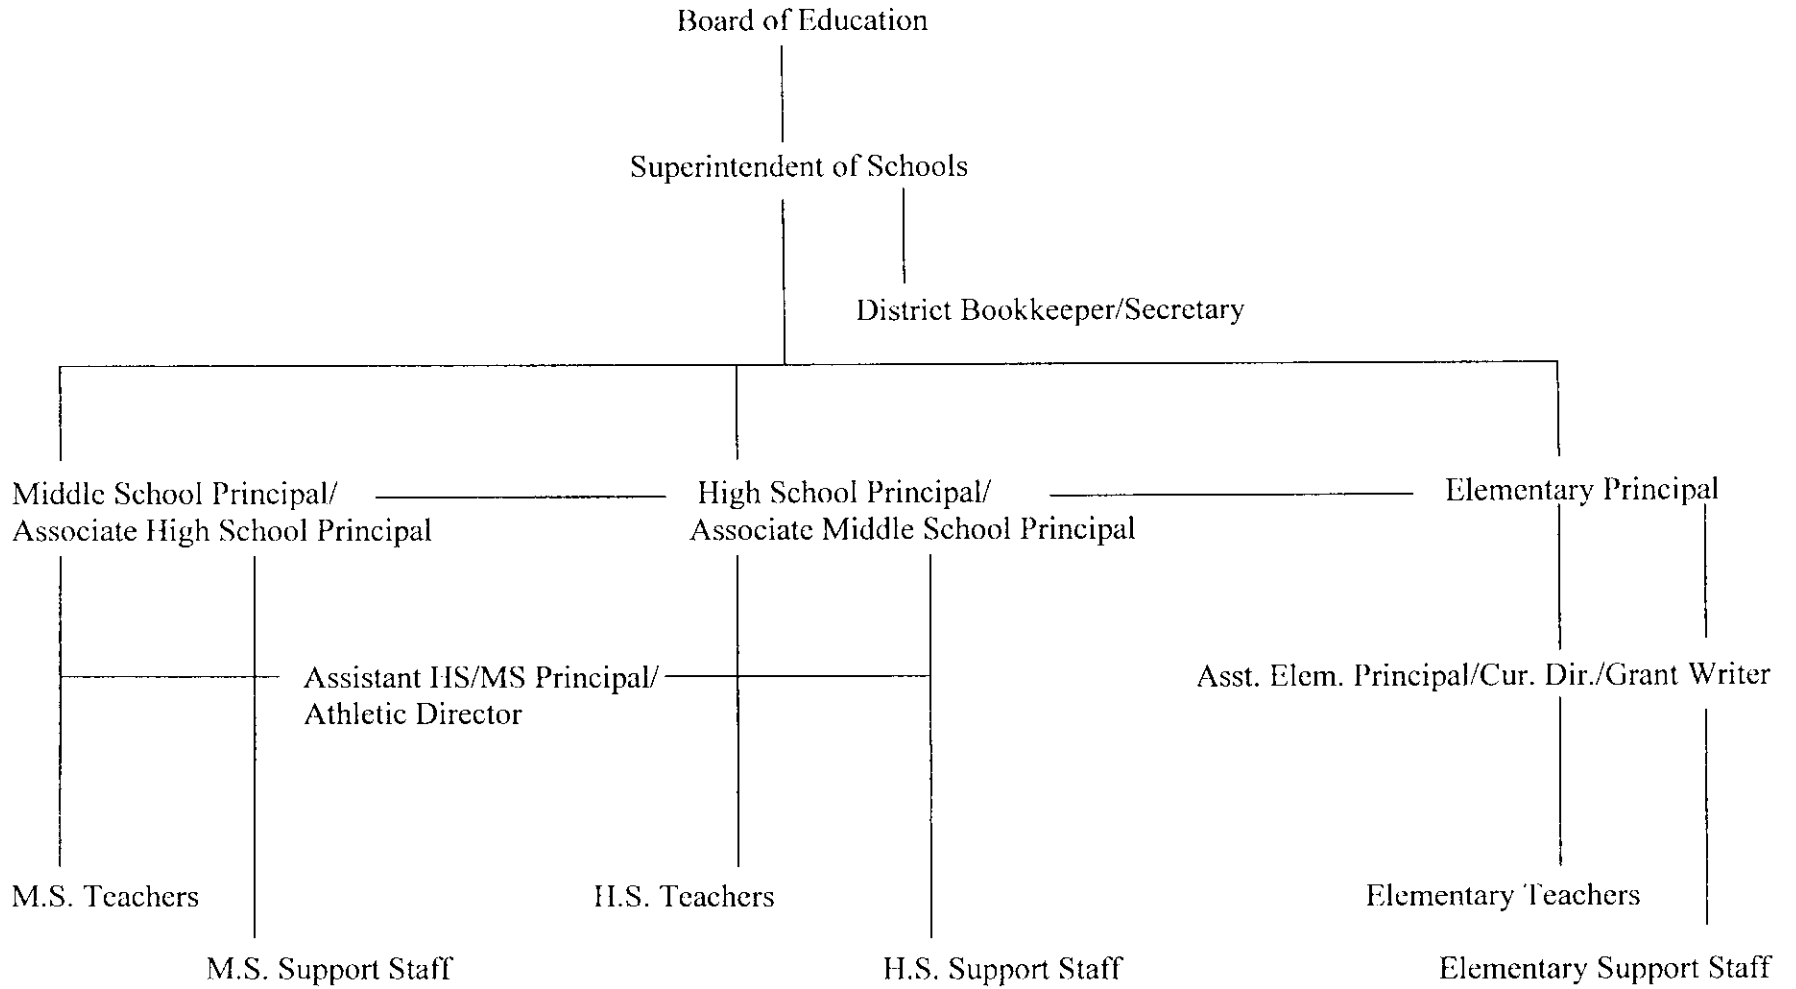 Board of Education
Superintendent of Schools
District Bookkeeper/Secretary
Middle School Principal/
Associate High School Principal
High School Principal/
Associate Middle School Principal
Elementary Principal
Assistant HS/MS Principal/
Athletic Director
Asst. Elem. Principal/Cur. Dir./Grant Writer
M.S. Teachers
H.S. Teachers
Elementary Teachers
M.S. Support Staff
H.S. Support Staff
Elementary Support Staff